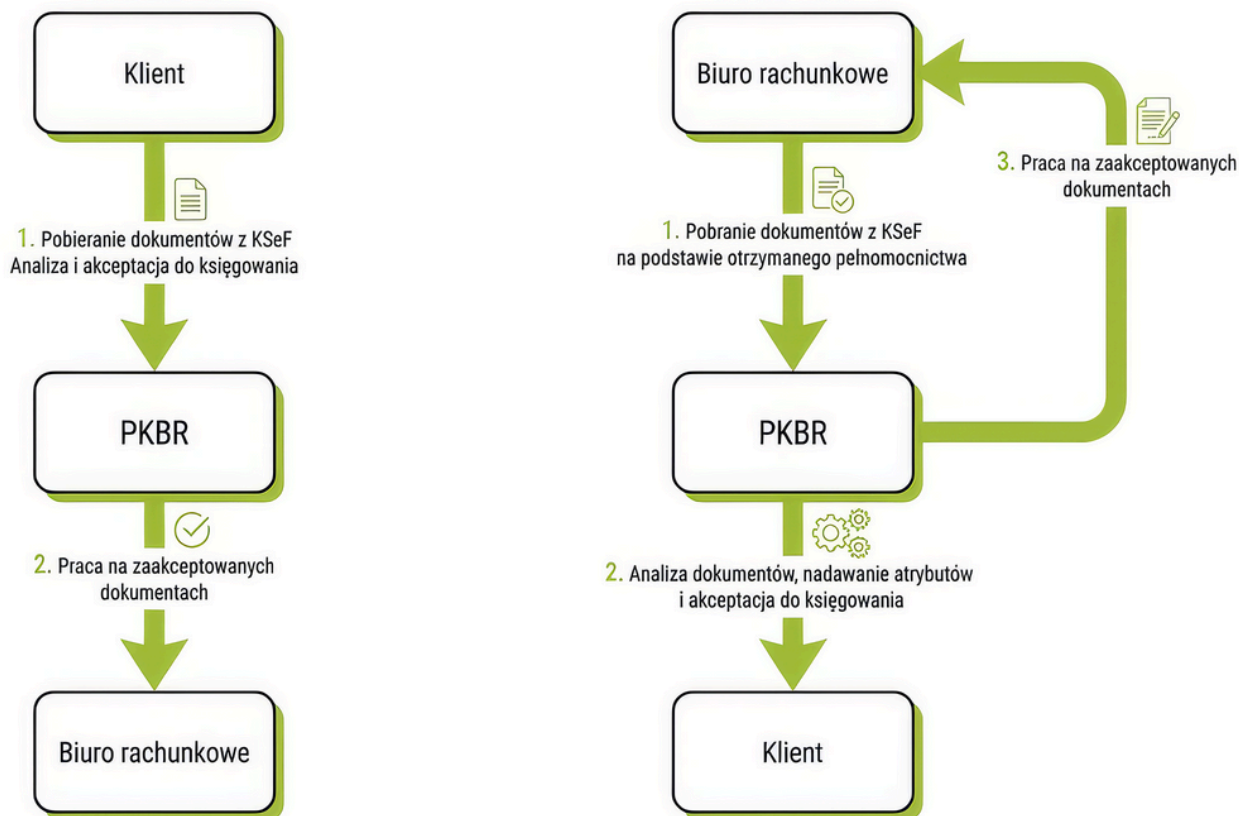 Klient
1. Pobieranie dokumentów z KSeF
Analiza i akceptacja do księgowania
PKBR
2. Praca na zaakceptowanych
dokumentach
Biuro rachunkowe
Biuro rachunkowe
1. Pobranie dokumentów z KSeF
na podstawie otrzymanego pełnomocnictwa
PKBR
2. Analiza dokumentów, nadawanie atrybutów
i akceptacja do księgowania
Klient
3. Praca na zaakceptowanych
dokumentach